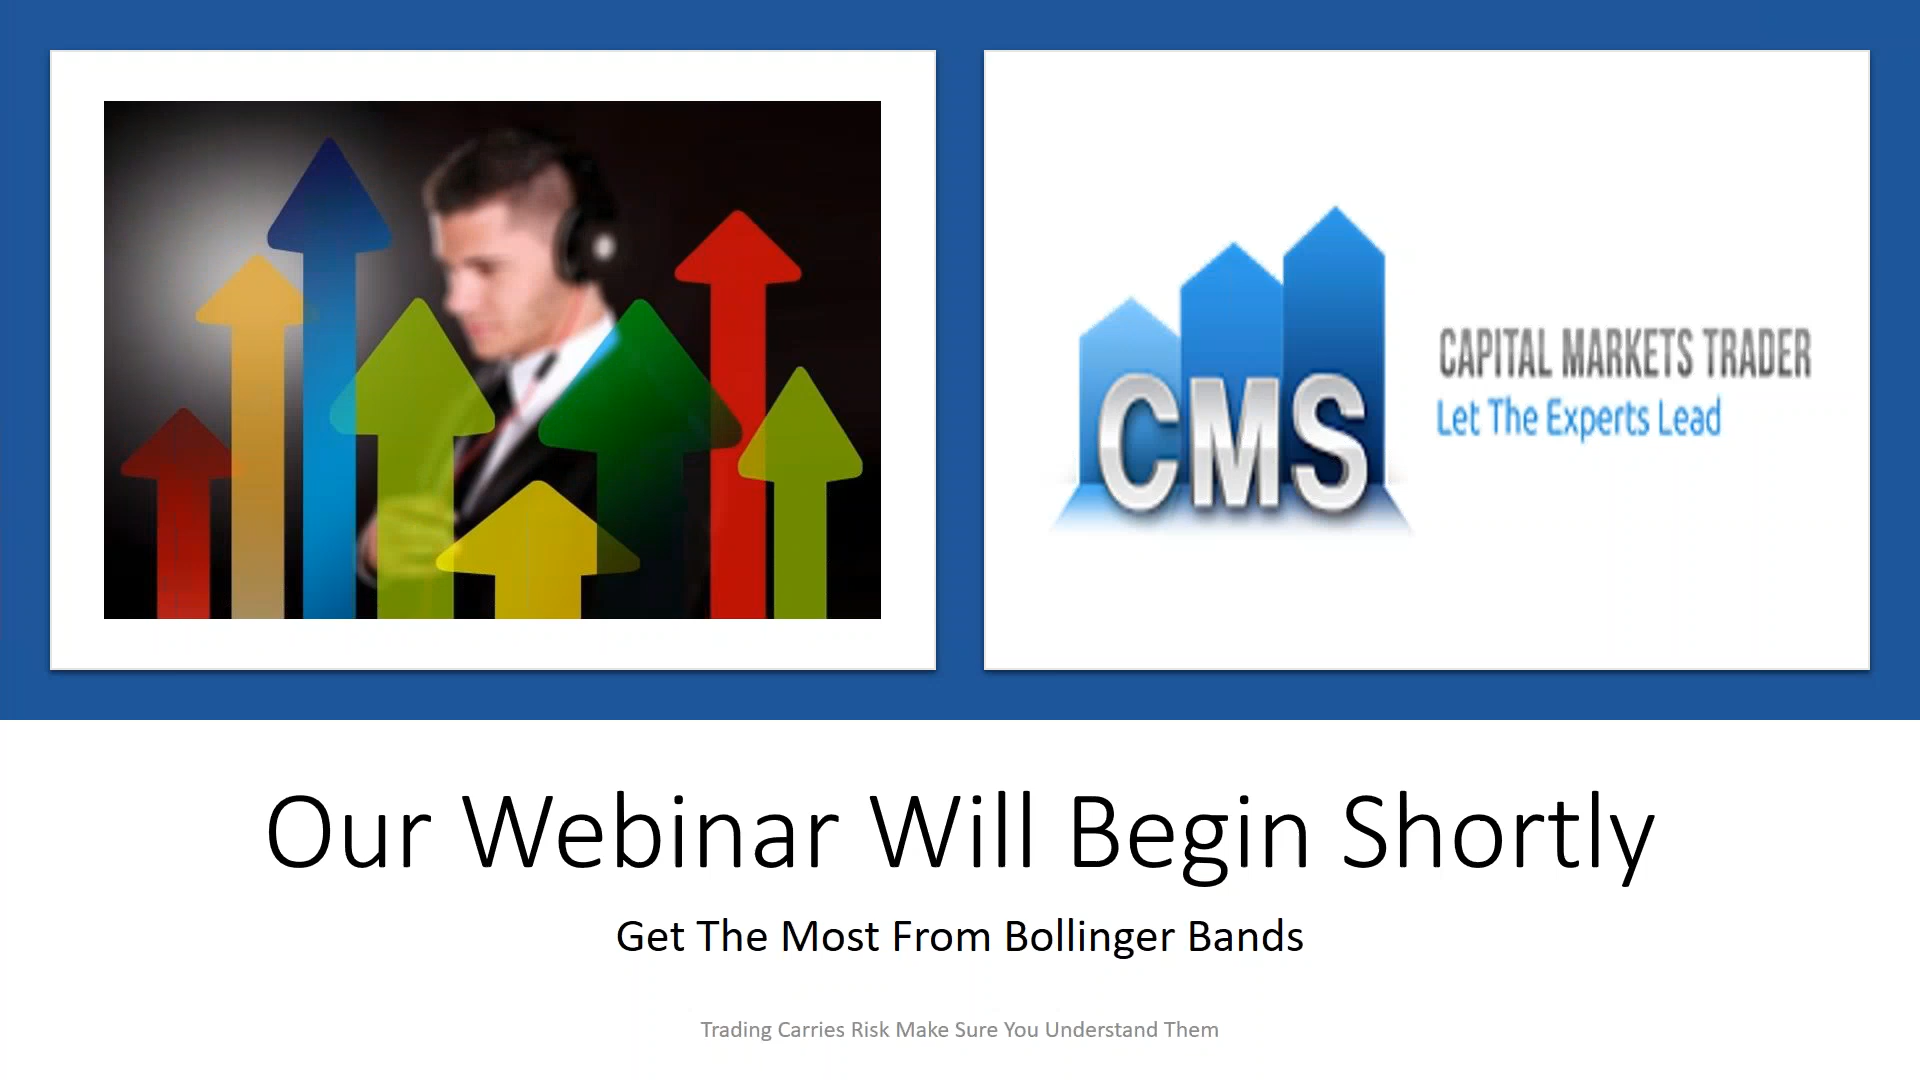 CMS
CAPITAL MARKETS TRADER
Let The Experts Lead
Our Webinar Will Begin Shortly
Get The Most From Bollinger Bands
Trading Carries Risk Make Sure You Understand Them